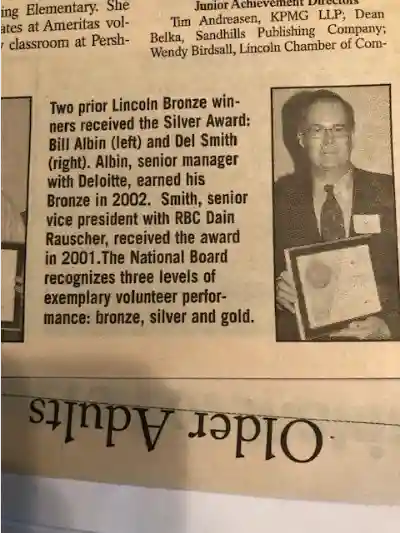 ing Elementary. She
ates at Ameritas vol-
classroom at Persh-
Junior Achievement Directors
Tim Andreasen, KPMG LLP; Dean
Belka, Sandhills Publishing Company;
Wendy Birdsall, Lincoln Chamber of Com-
Two prior Lincoln Bronze win-
ners received the Silver Award:
Bill Albin (left) and Del Smith
(right). Albin, senior manager
with Deloitte, earned his
Bronze in 2002. Smith, senior
vice president with RBC Dain
Rauscher, received the award
in 2001.The National Board
recognizes three levels of
exemplary volunteer perfor-
mance: bronze, silver and gold.
Older Adults